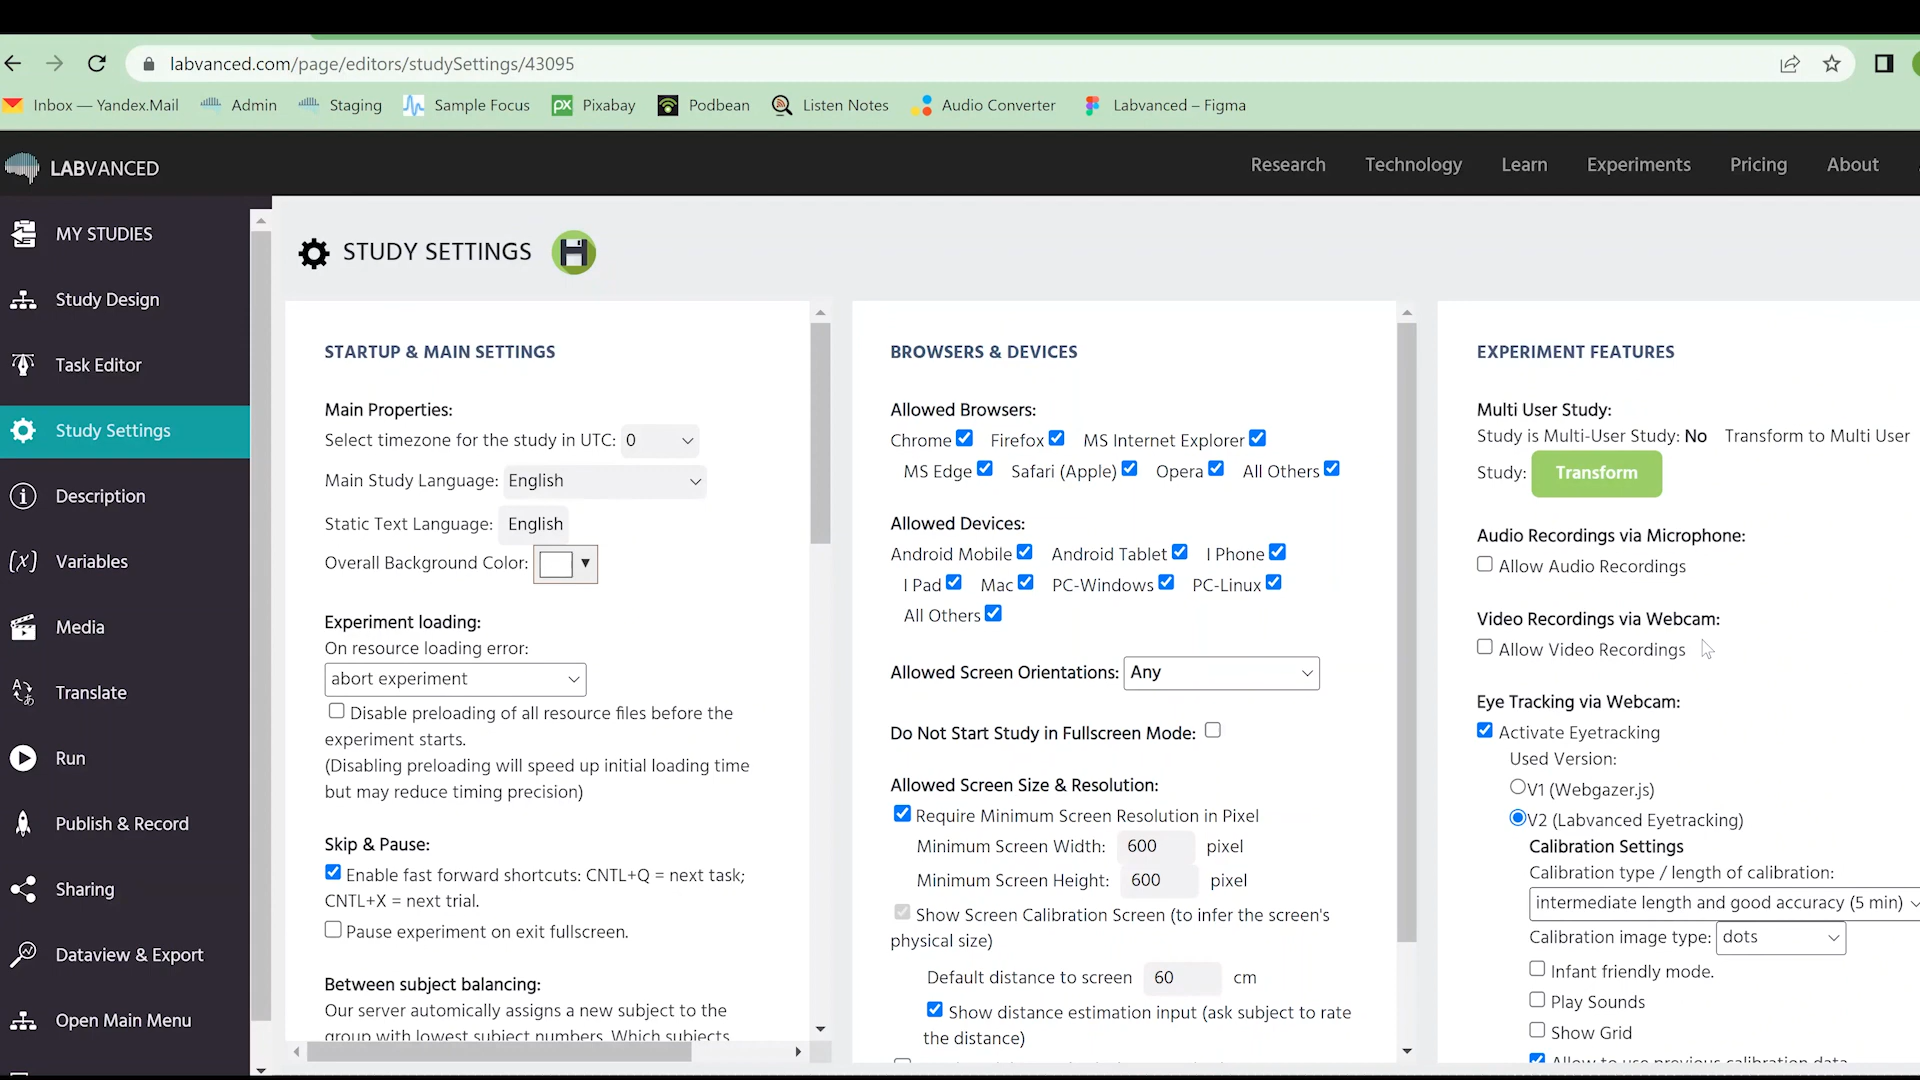 labvanced.com/page/editors/studySettings/43095
Inbox — Yandex.Mail
Admin
Staging
Sample Focus
Pixabay
Podbean
Listen Notes
Audio Converter
Labvanced – Figma
LABVANCED
Research
Technology
Learn
Experiments
Pricing
About
MY STUDIES
Study Design
Task Editor
Study Settings
Description
Variables
Media
Translate
Run
Publish & Record
Sharing
Dataview & Export
Open Main Menu
STUDY SETTINGS
STARTUP & MAIN SETTINGS
Main Properties:
Select timezone for the study in UTC: 0
Main Study Language: English
Static Text Language: English
Overall Background Color:
Experiment loading:
On resource loading error:
abort experiment
Disable preloading of all resource files before the
experiment starts.
(Disabling preloading will speed up initial loading time
but may reduce timing precision)
Skip & Pause:
Enable fast forward shortcuts: CNTL+Q = next task;
CNTL+X = next trial.
Pause experiment on exit fullscreen.
Between subject balancing:
Our server automically assigns a new subject to the
group with lowest subject numbers. Which subjects
BROWSERS & DEVICES
Allowed Browsers:
Chrome Firefox MS Internet Explorer
MS Edge Safari (Apple) Opera All Others
Allowed Devices:
Android Mobile Android Tablet I Phone
I Pad Mac PC-Windows PC-Linux
All Others
Allowed Screen Orientations: Any
Do Not Start Study in Fullscreen Mode:
Allowed Screen Size & Resolution:
Require Minimum Screen Resolution in Pixel
Minimum Screen Width: 600 pixel
Minimum Screen Height: 600 pixel
Show Screen Calibration Screen (to infer the screen's
physical size)
Default distance to screen 60 cm
Show distance estimation input (ask subject to rate
the distance)
EXPERIMENT FEATURES
Multi User Study:
Study is Multi-User Study: No Transform to Multi User
Study: Transform
Audio Recordings via Microphone:
Allow Audio Recordings
Video Recordings via Webcam:
Allow Video Recordings
Eye Tracking via Webcam:
Activate Eyetracking
Used Version:
V1 (Webgazer.js)
V2 (Labvanced Eyetracking)
Calibration Settings
Calibration type / length of calibration:
intermediate length and good accuracy (5 min)
Calibration image type: dots
Infant friendly mode.
Play Sounds
Show Grid
Allow to use previous calibration data